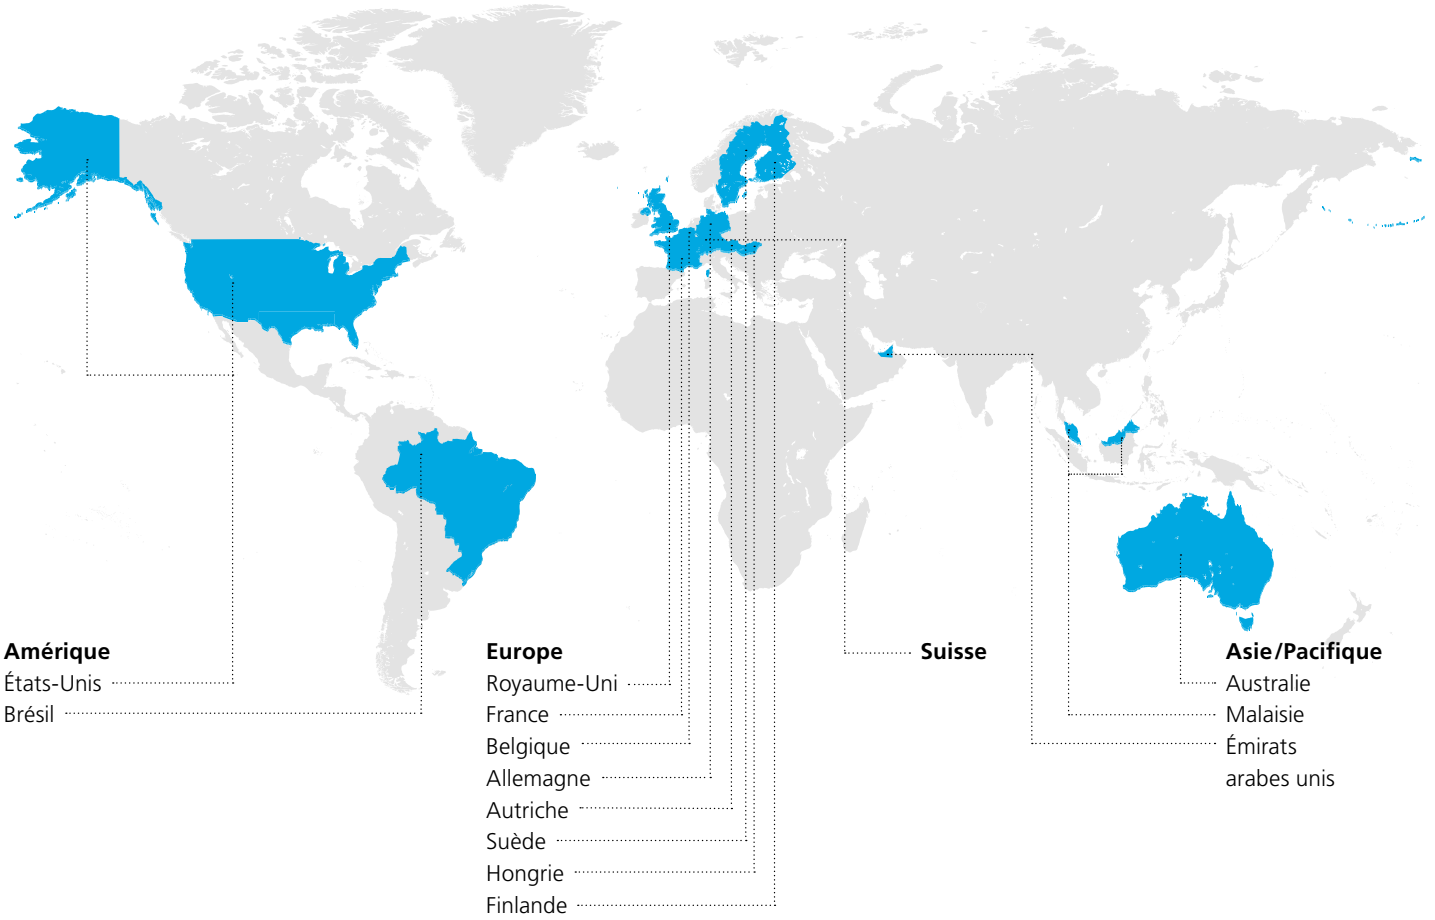 Amérique
États-Unis
Brésil
Europe
Royaume-Uni
France
Belgique
Allemagne
Autriche
Suède
Hongrie
Finlande
Suisse
Asie/Pacifique
Australie
Malaisie
Émirats
arabes unis